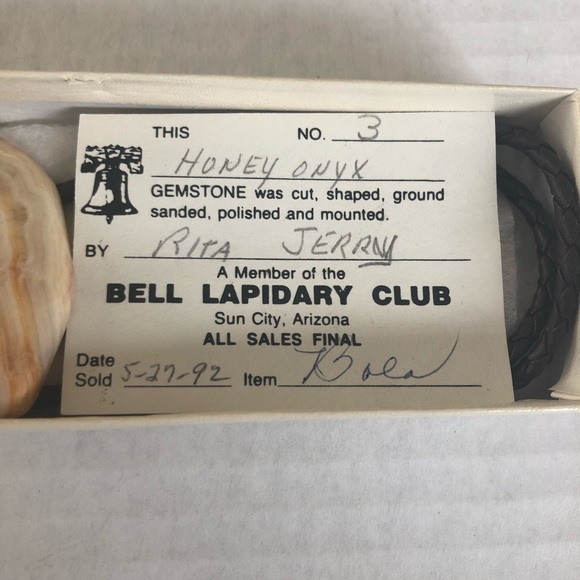 THIS NO. 3
HONEY ONYX
GEMSTONE was cut, shaped, ground
sanded, polished and mounted.
BY RITA JERRAY
A Member of the
BELL LAPIDARY CLUB
Sun City, Arizona
ALL SALES FINAL
Date
Sold 5-27-92 Item Bola